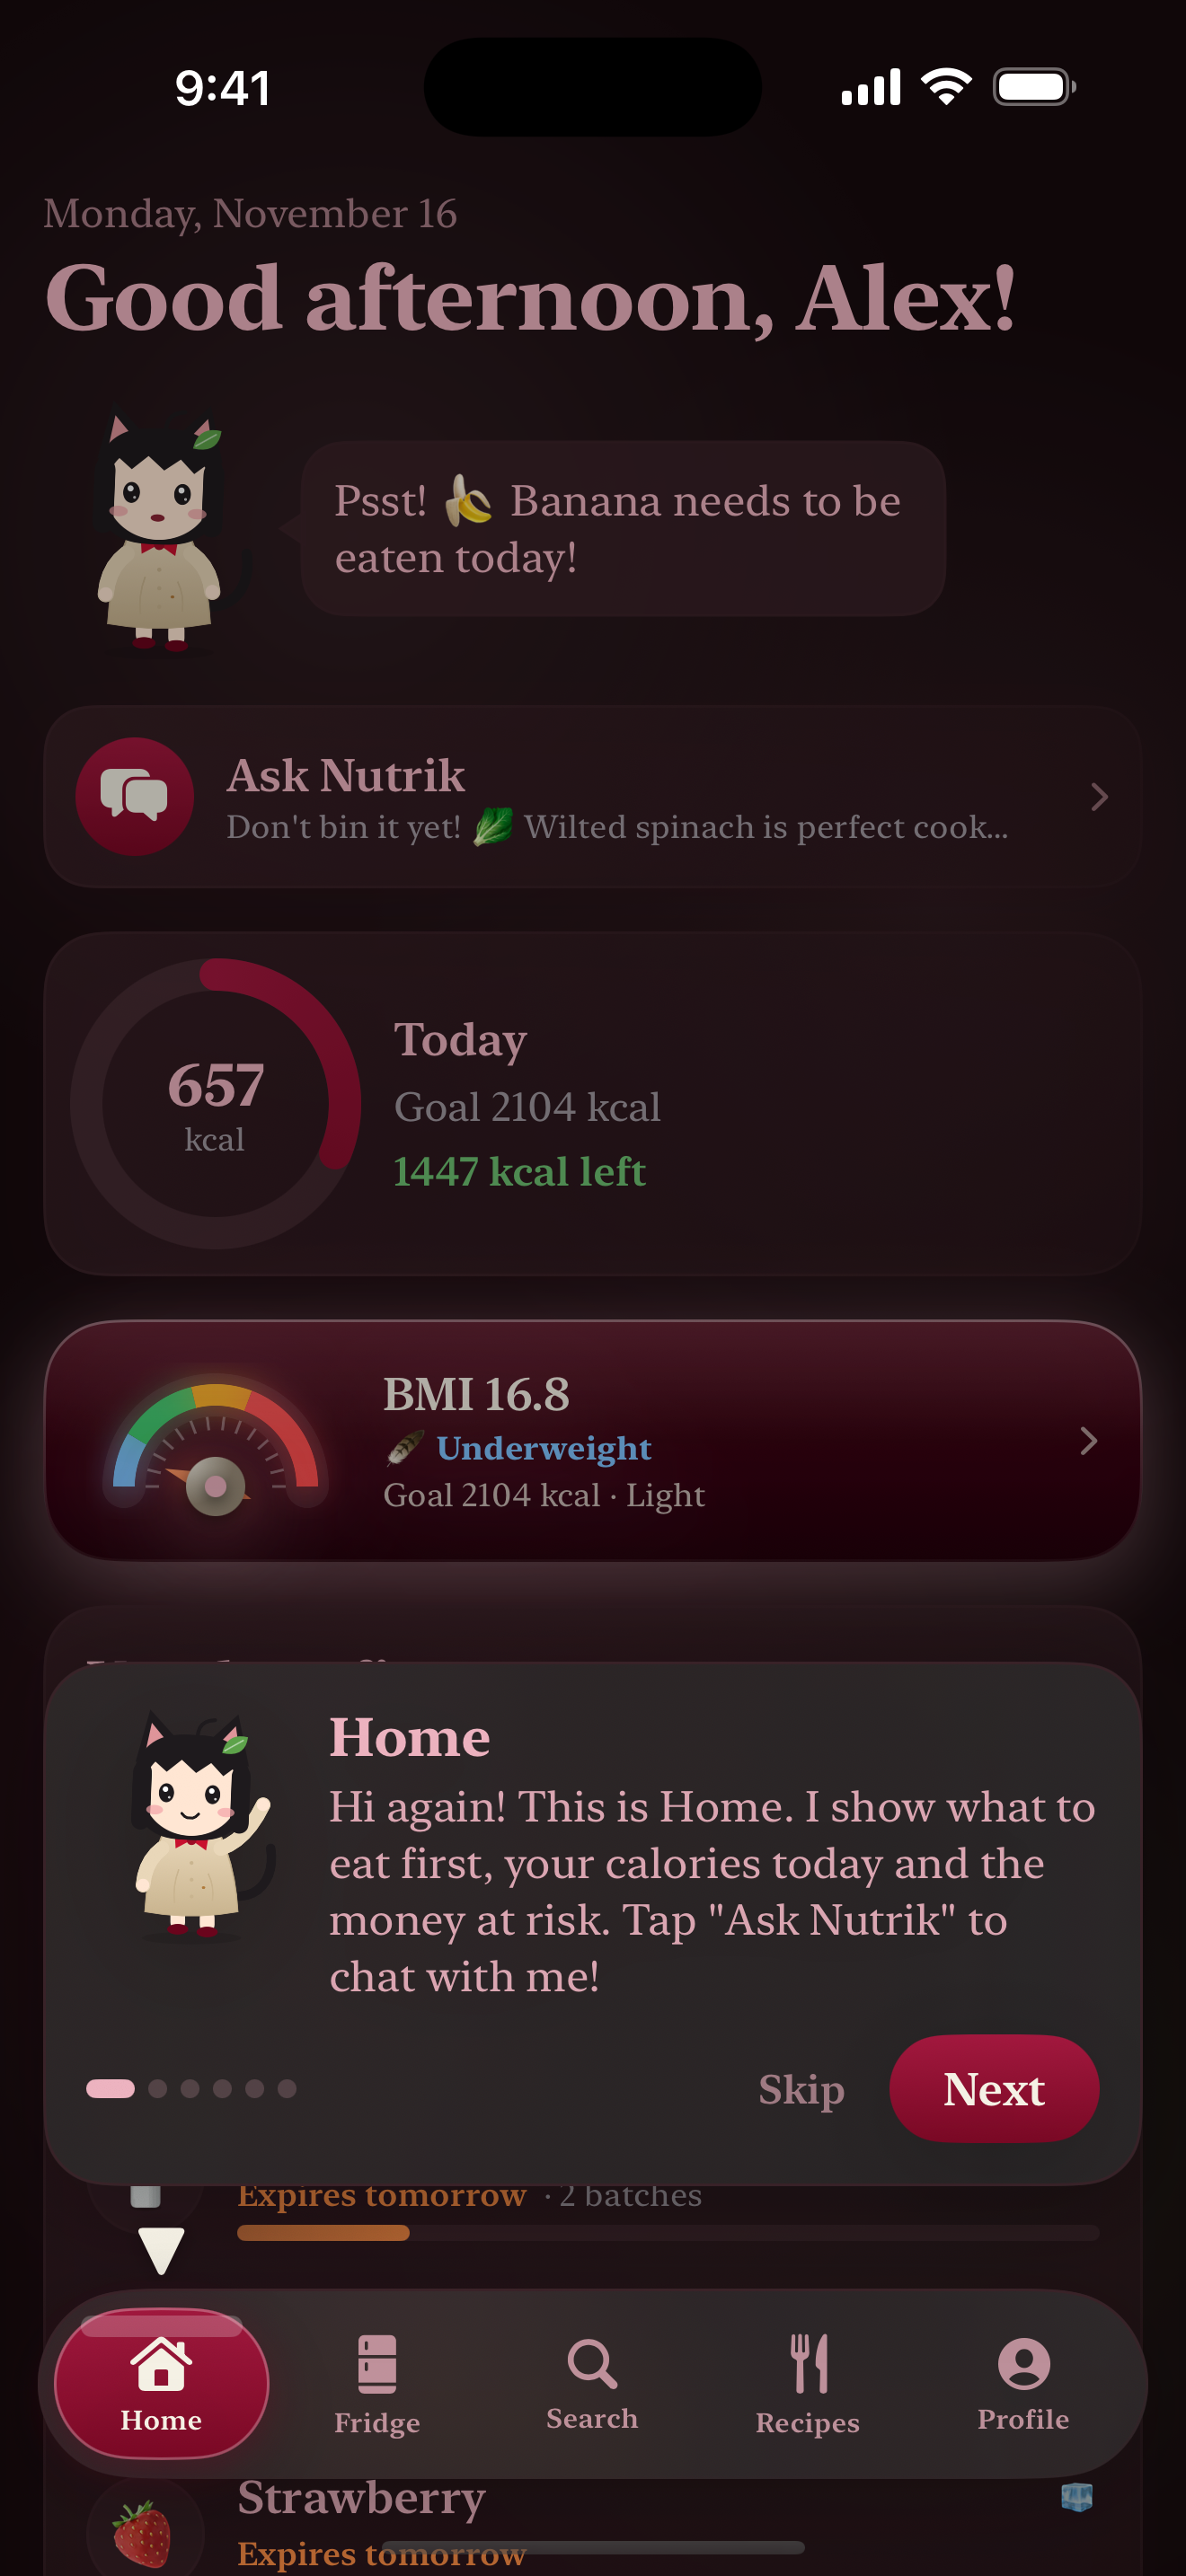 9:41
Monday, November 16
Good afternoon, Alex!
Psst! 🍌 Banana needs to be
eaten today!
Ask Nutrik
Don't bin it yet! 🥬 Wilted spinach is perfect cook...
657
kcal
Today
Goal 2104 kcal
1447 kcal left
BMI 16.8
🪶 Underweight
Goal 2104 kcal · Light
Home
Hi again! This is Home. I show what to
eat first, your calories today and the
money at risk. Tap "Ask Nutrik" to
chat with me!
Skip
Next
Expires tomorrow · 2 batches
Home
Fridge
Search
Recipes
Profile
Strawberry
Expires tomorrow